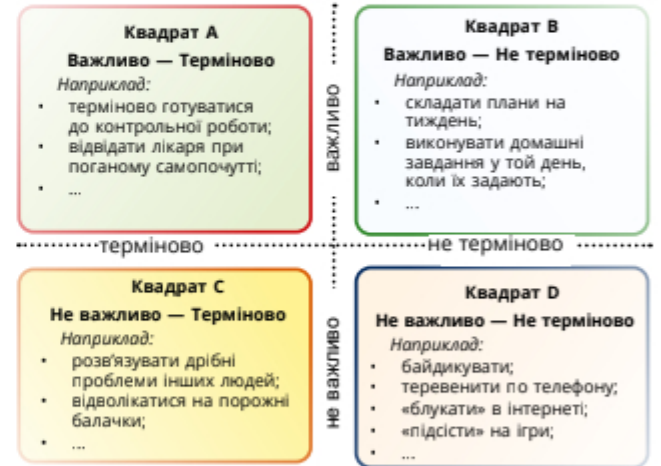 Квадрат A
Важливо — Терміново
Наприклад:
• терміново готуватися
до контрольної роботи;
• відвідати лікаря при
поганому самопочутті;
• ...
Квадрат B
Важливо — Не терміново
Наприклад:
• складати плани на
тиждень;
• виконувати домашні
завдання у той день,
коли їх задають;
• ...
важливо
терміново
не терміново
Квадрат C
Не важливо — Терміново
Наприклад:
• розв’язувати дрібні
проблеми інших людей;
• відволікатися на порожні
балачки;
• ...
не важливо
Квадрат D
Не важливо — Не терміново
Наприклад:
• байдикувати;
• теревенити по телефону;
• «блукати» в інтернеті;
• «підсісти» на ігри;
• ...